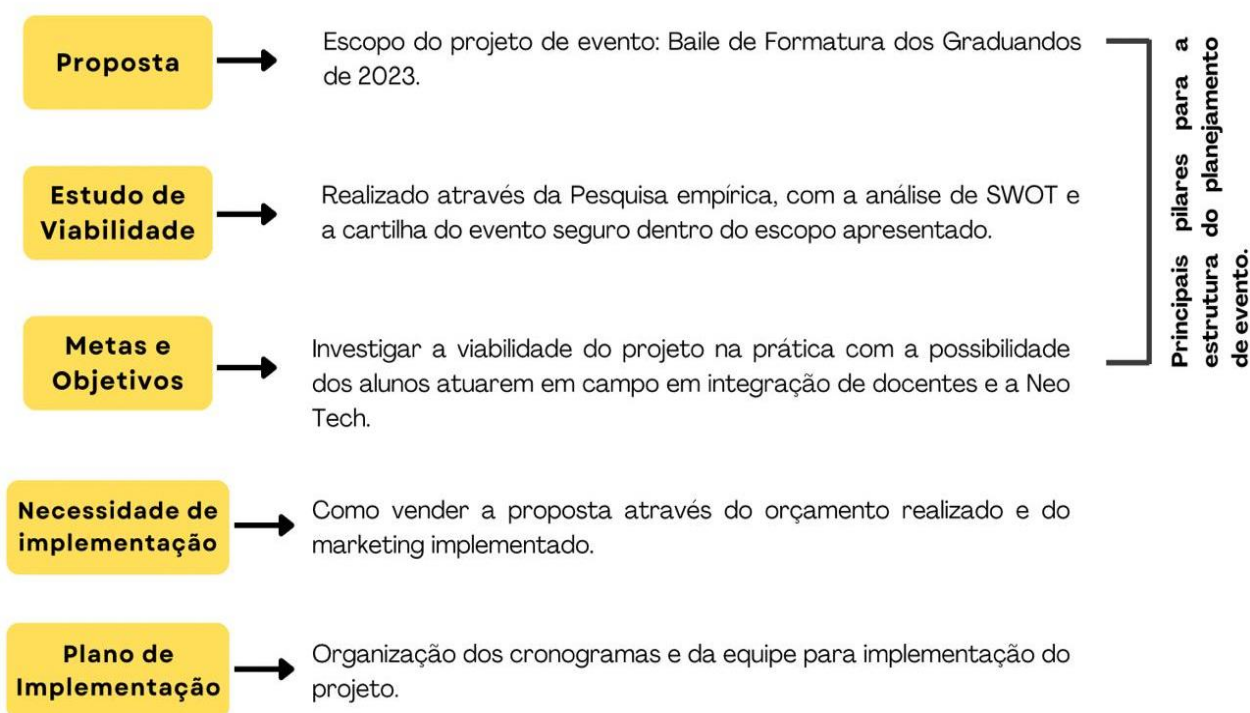 Proposta
Escopo do projeto de evento: Baile de Formatura dos Graduandos
de 2023.
Estudo de
Viabilidade
Realizado através da Pesquisa empírica, com a análise de SWOT e
a cartilha do evento seguro dentro do escopo apresentado.
Metas e
Objetivos
Investigar a viabilidade do projeto na prática com a possibilidade
dos alunos atuarem em campo em integração de docentes e a Neo
Tech.
Necessidade de
implementação
Como vender a proposta através do orçamento realizado e do
marketing implementado.
Plano de
Implementação
Organização dos cronogramas e da equipe para implementação do
projeto.
Principais pilares para a
estrutura do planejamento
de evento.